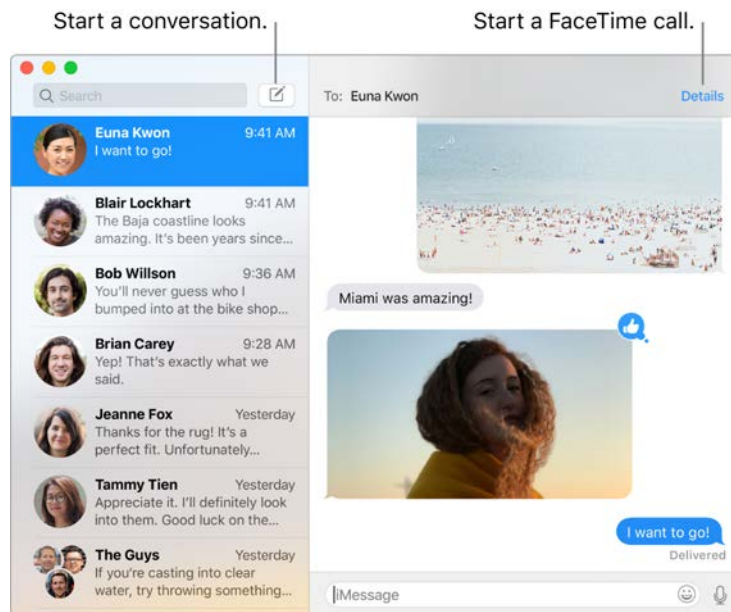 Start a conversation.
Start a FaceTime call.
Search
To: Euna Kwon
Details
Euna Kwon 9:41 AM
I want to go!
Blair Lockhart 9:41 AM
The Baja coastline looks
amazing. It's been years since...
Bob Willson 9:36 AM
You'll never guess who I
bumped into at the bike shop...
Brian Carey 9:28 AM
Yep! That's exactly what we
said.
Jeanne Fox Yesterday
Thanks for the rug! It's a
perfect fit. Unfortunately...
Tammy Tien Yesterday
Appreciate it. I'll definitely look
into them. Good luck on the...
The Guys Yesterday
If you're casting into clear
water, try throwing something...
Miami was amazing!
I want to go!
Delivered
iMessage